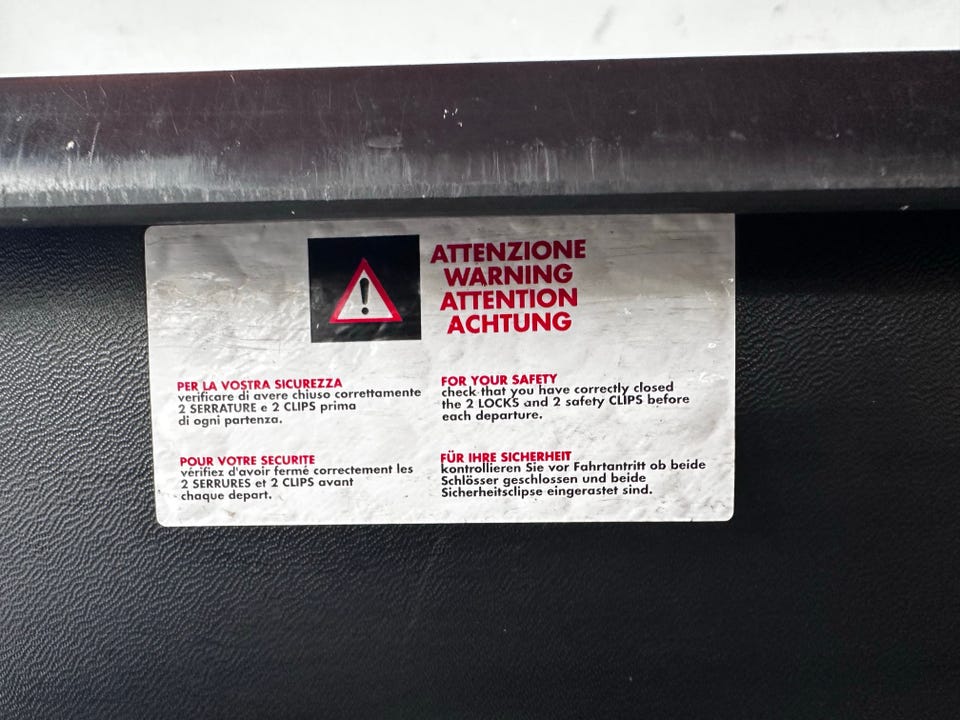 ATTENZIONE
WARNING
ATTENTION
ACHTUNG
PER LA VOSTRA SICUREZZA
verificare di avere chiuso correttamente
2 SERRATURE e 2 CLIPS prima
di ogni partenza.
FOR YOUR SAFETY
check that you have correctly closed
the 2 LOCKS and 2 safety CLIPS before
each departure.
POUR VOTRE SECURITE
vérifiez d'avoir fermé correctement les
2 SERRURES et 2 CLIPS avant
chaque depart.
FÜR IHRE SICHERHEIT
kontrollieren Sie vor Fahrtantritt ob beide
Schlösser geschlossen und beide
Sicherheitsclipse eingerastet sind.